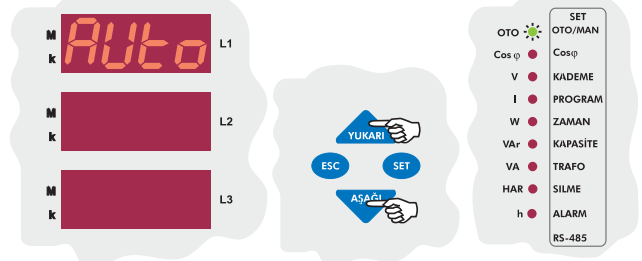 M
AUto
L1
k
M
L2
k
M
L3
k
YUKARI
ESC
SET
AŞAĞI
SET
OTO OTO/MAN
Cos φ Cosφ
V KADEME
I PROGRAM
W ZAMAN
VAr KAPASİTE
VA TRAFO
HAR SILME
h ALARM
RS-485